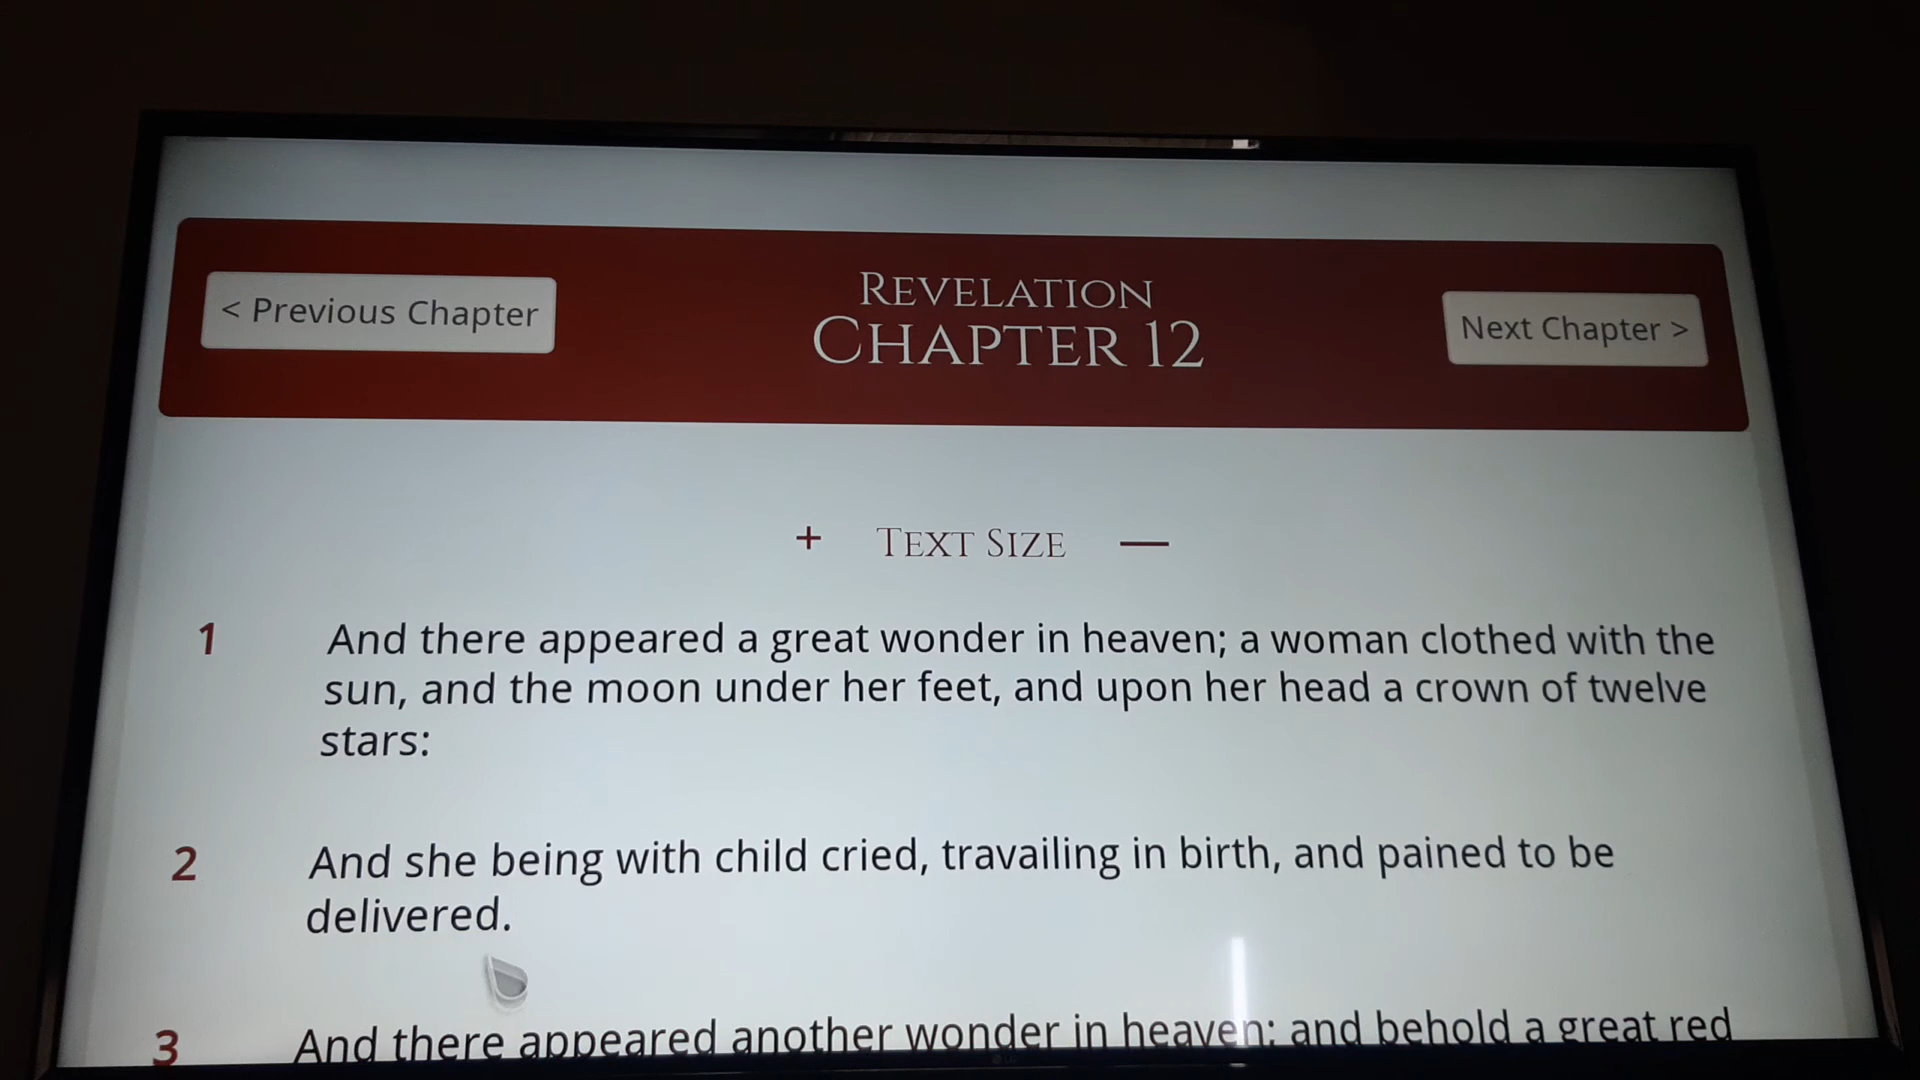 < Previous Chapter
REVELATION
CHAPTER 12
Next Chapter >
+ TEXT SIZE —
1 And there appeared a great wonder in heaven; a woman clothed with the
sun, and the moon under her feet, and upon her head a crown of twelve
stars:
2 And she being with child cried, travailing in birth, and pained to be
delivered.
3 And there appeared another wonder in heaven; and behold a great red